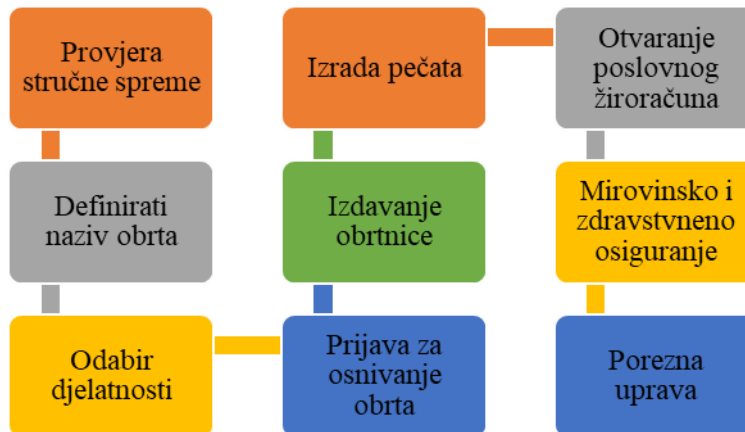 Provjera
stručne spreme
Definirati
naziv obrta
Odabir
djelatnosti
Prijava za
osnivanje
obrta
Izdavanje
obrtnice
Izrada pečata
Otvaranje
poslovnog
žiroračuna
Mirovinsko i
zdravstveno
osiguranje
Porezna
uprava